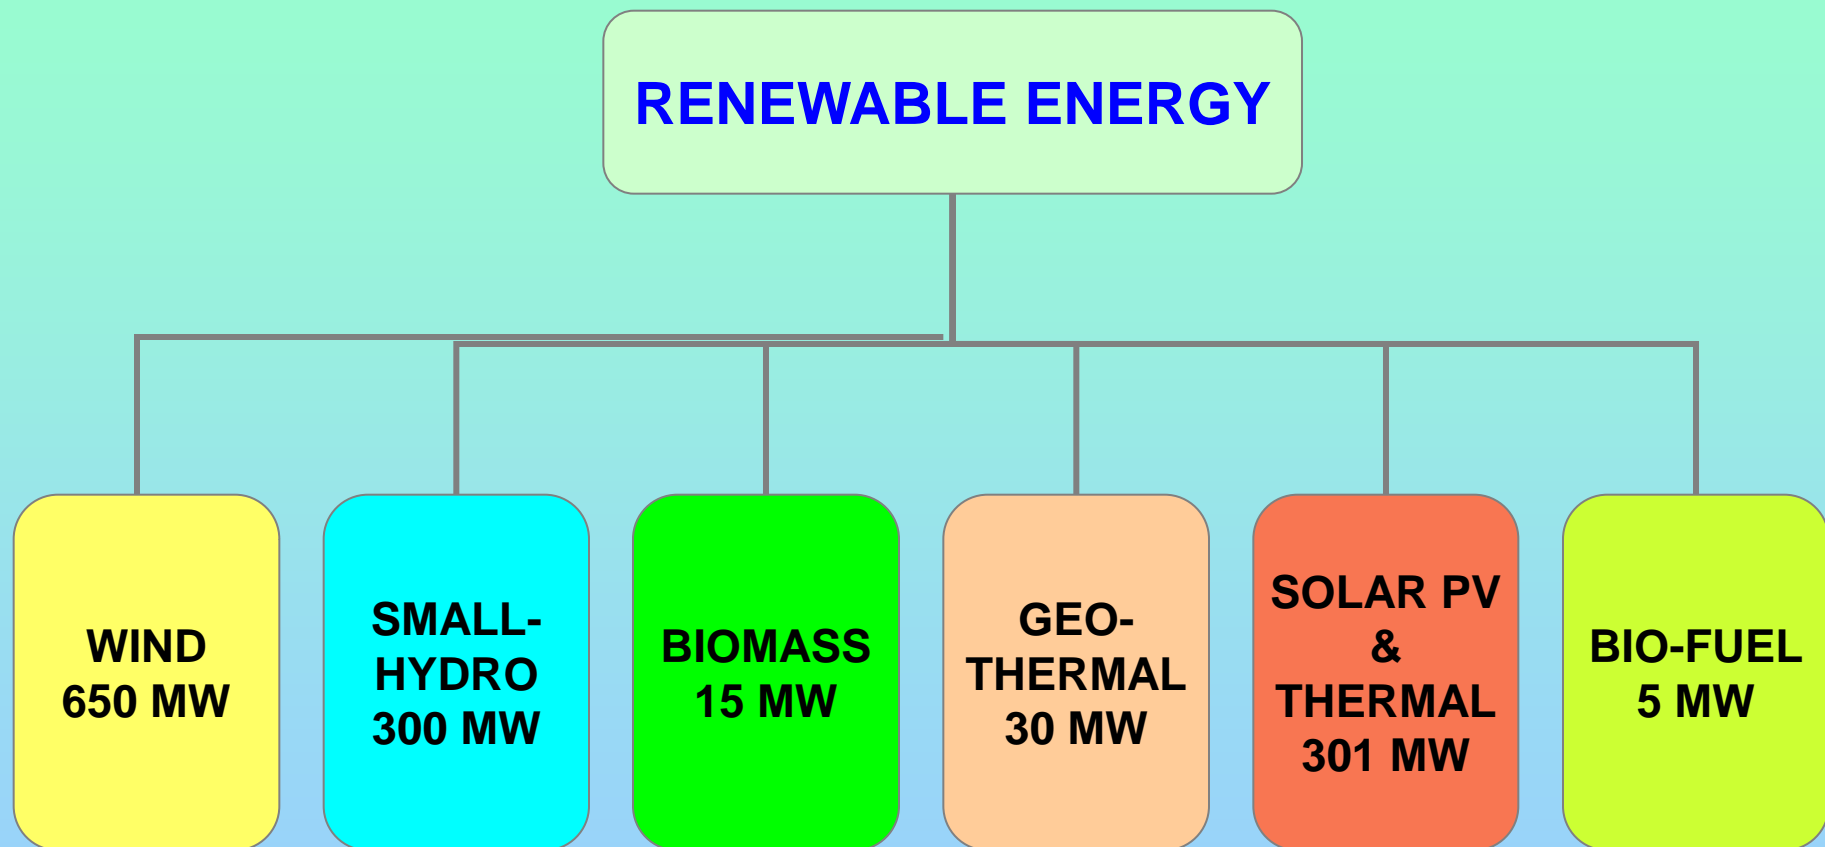 RENEWABLE ENERGY
WIND
650 MW
SMALL-
HYDRO
300 MW
BIOMASS
15 MW
GEO-
THERMAL
30 MW
SOLAR PV
&
THERMAL
301 MW
BIO-FUEL
5 MW